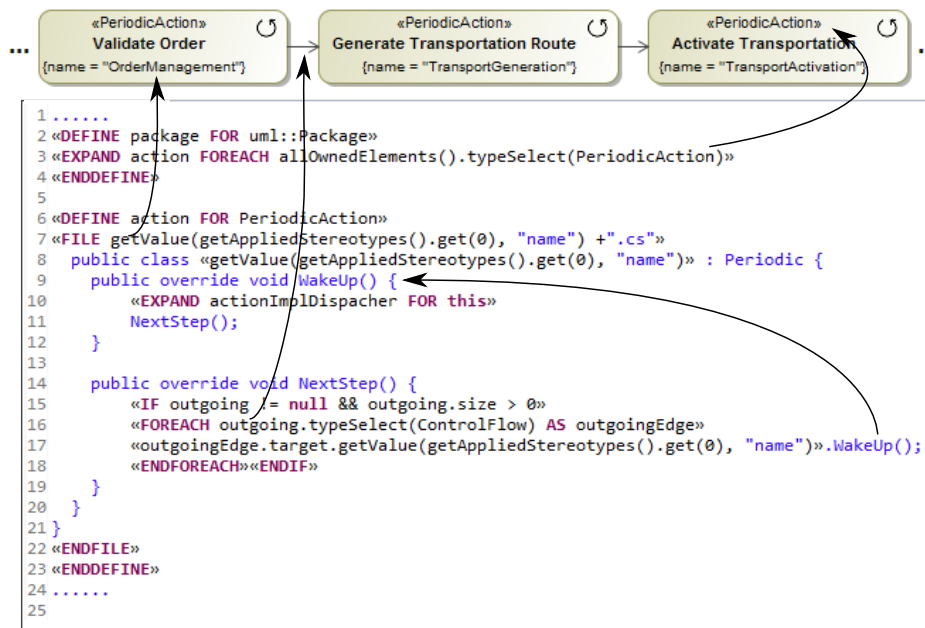 «PeriodicAction» «PeriodicAction» «PeriodicAction»
... Validate Order Generate Transportation Route Activate Transportation .
{name = "OrderManagement"} {name = "TransportGeneration"} {name = "TransportActivation"}
1 ......
2 «DEFINE package FOR uml::Package»
3 «EXPAND action FOREACH allOwnedElements().typeSelect(PeriodicAction)»
4 «ENDDEFINE»
5
6 «DEFINE action FOR PeriodicAction»
7 «FILE getValue(getAppliedStereotypes().get(0), "name") +".cs"»
8 public class «getValue(getAppliedStereotypes().get(0), "name")» : Periodic {
9 public override void WakeUp() {
10 «EXPAND actionImplDispacher FOR this»
11 NextStep();
12 }
13
14 public override void NextStep() {
15 «IF outgoing != null && outgoing.size > 0»
16 «FOREACH outgoing.typeSelect(ControlFlow) AS outgoingEdge»
17 «outgoingEdge.target.getValue(getAppliedStereotypes().get(0), "name")».WakeUp();
18 «ENDFOREACH»«ENDIF»
19 }
20 }
21 }
22 «ENDFILE»
23 «ENDDEFINE»
24 ......
25